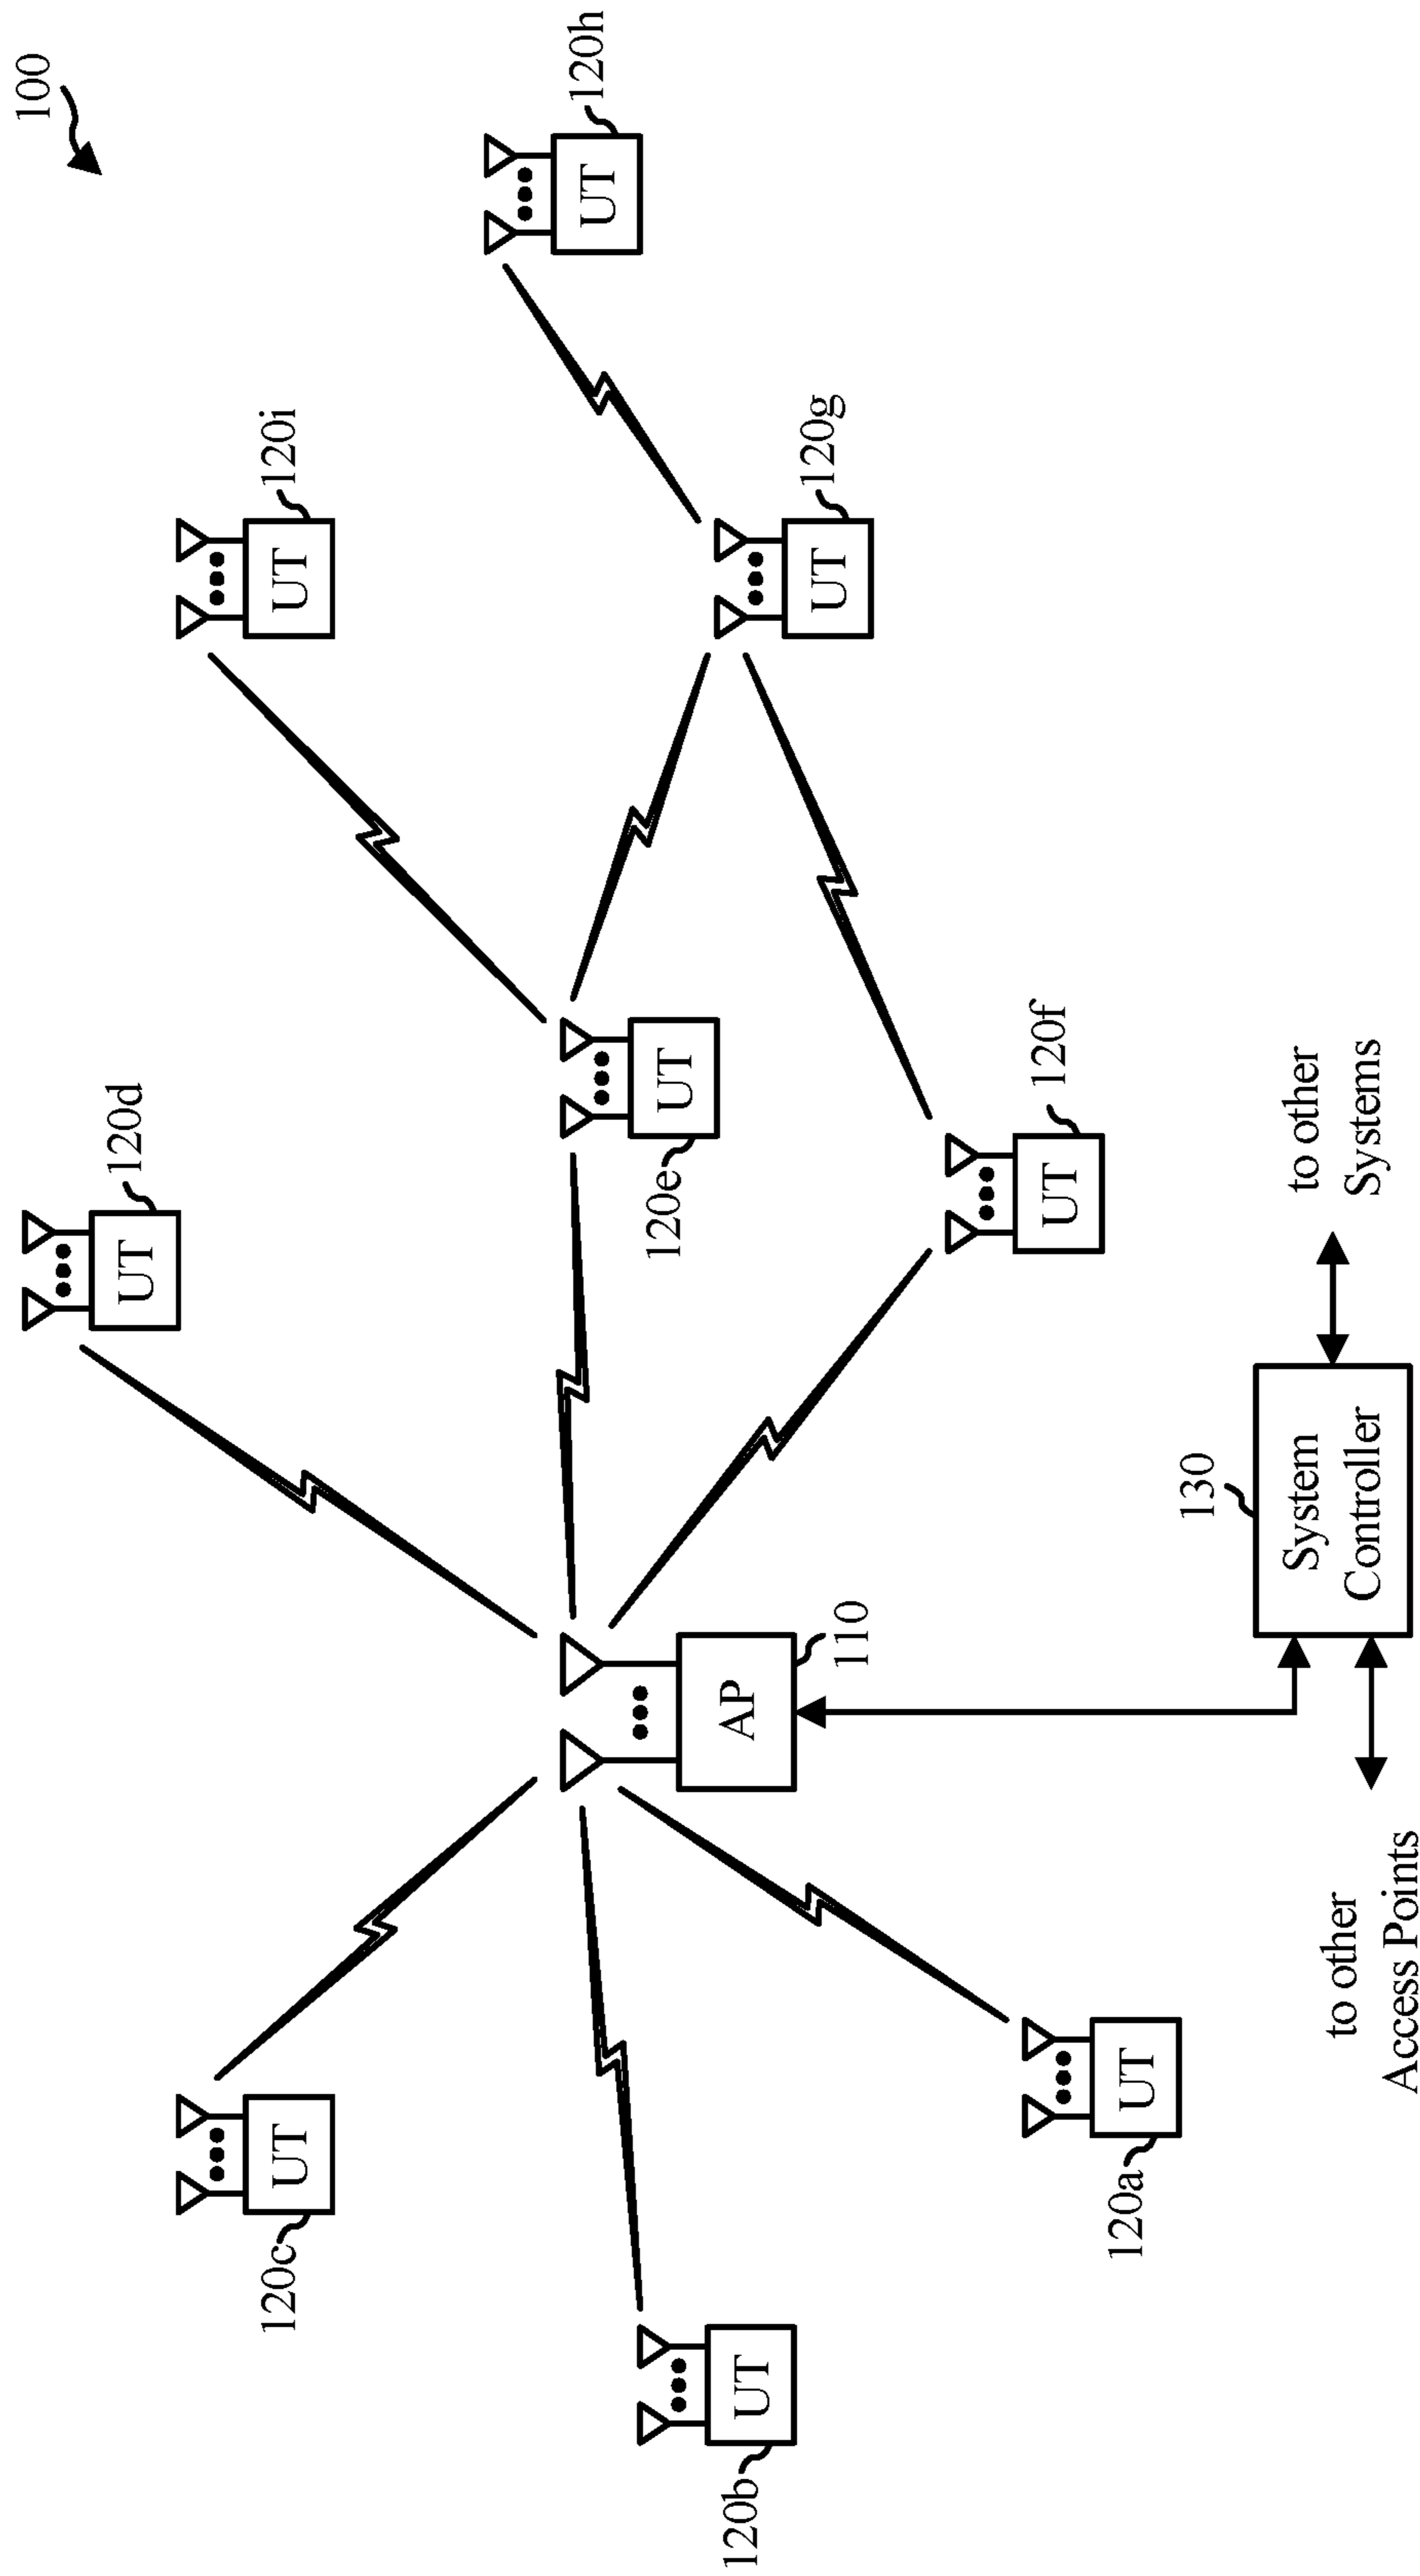 100
UT
120d
UT
120i
UT
120c
UT
120h
UT
120e
AP
110
UT
120b
UT
120g
UT
120f
UT
120a
130
System
Controller
to other
Systems
to other
Access Points